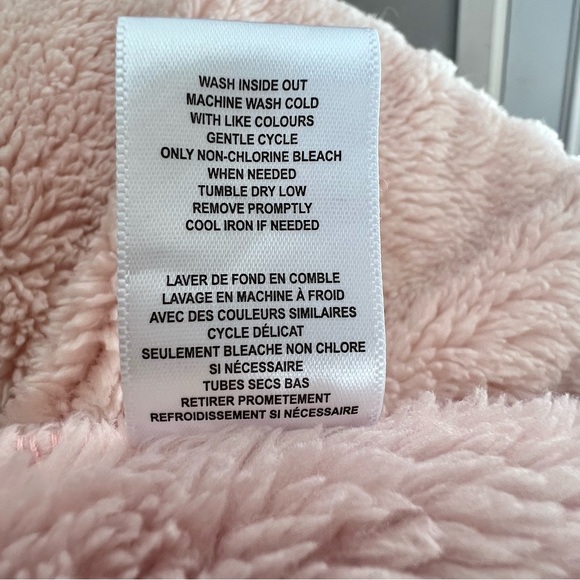 WASH INSIDE OUT
MACHINE WASH COLD
WITH LIKE COLOURS
GENTLE CYCLE
ONLY NON-CHLORINE BLEACH
WHEN NEEDED
TUMBLE DRY LOW
REMOVE PROMPTLY
COOL IRON IF NEEDED
LAVER DE FOND EN COMBLE
LAVAGE EN MACHINE À FROID
AVEC DES COULEURS SIMILAIRES
CYCLE DÉLICAT
SEULEMENT BLEACHE NON CHLORE
SI NÉCESSAIRE
TUBES SECS BAS
RETIRER PROMETEMENT
REFROIDISSEMENT SI NÉCESSAIRE